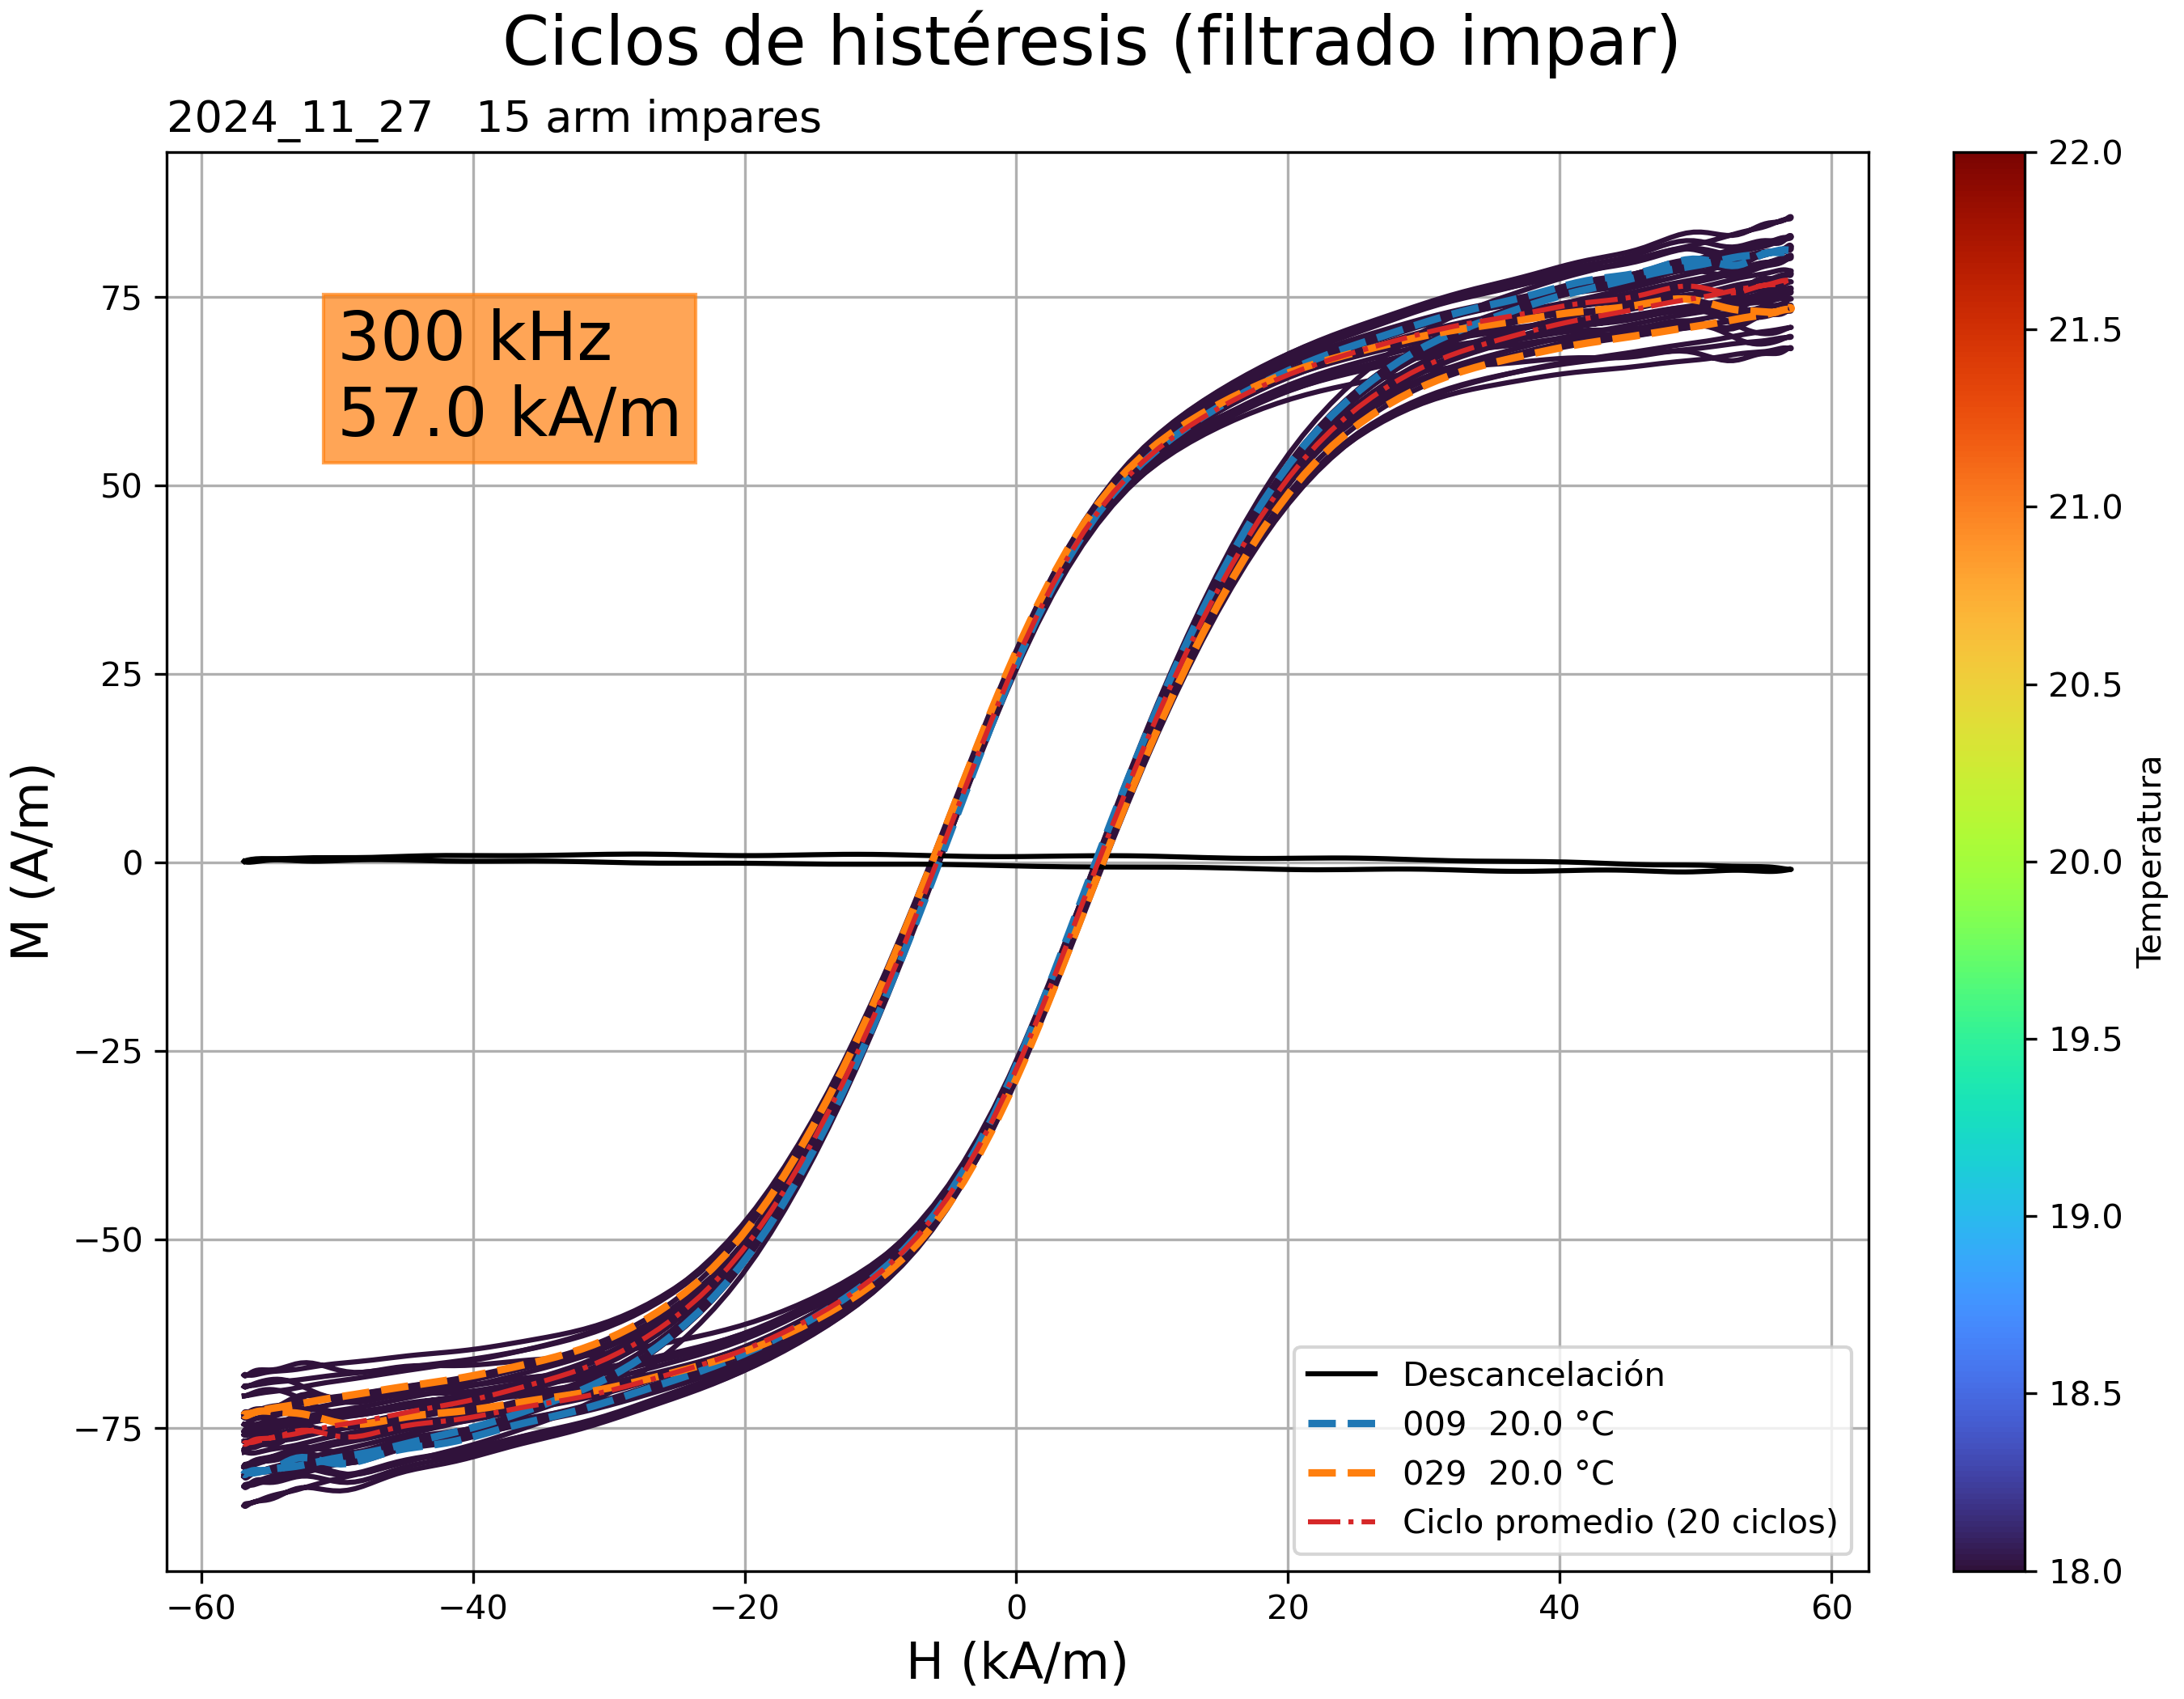 Ciclos de histéresis (filtrado impar)
2024_11_27   15 arm impares
300 kHz
57.0 kA/m
M (A/m)
75
50
25
0
−25
−50
−75
−60
−40
−20
0
20
40
60
H (kA/m)
Descancelación
009  20.0 °C
029  20.0 °C
Ciclo promedio (20 ciclos)
22.0
21.5
21.0
20.5
20.0
19.5
19.0
18.5
18.0
Temperatura